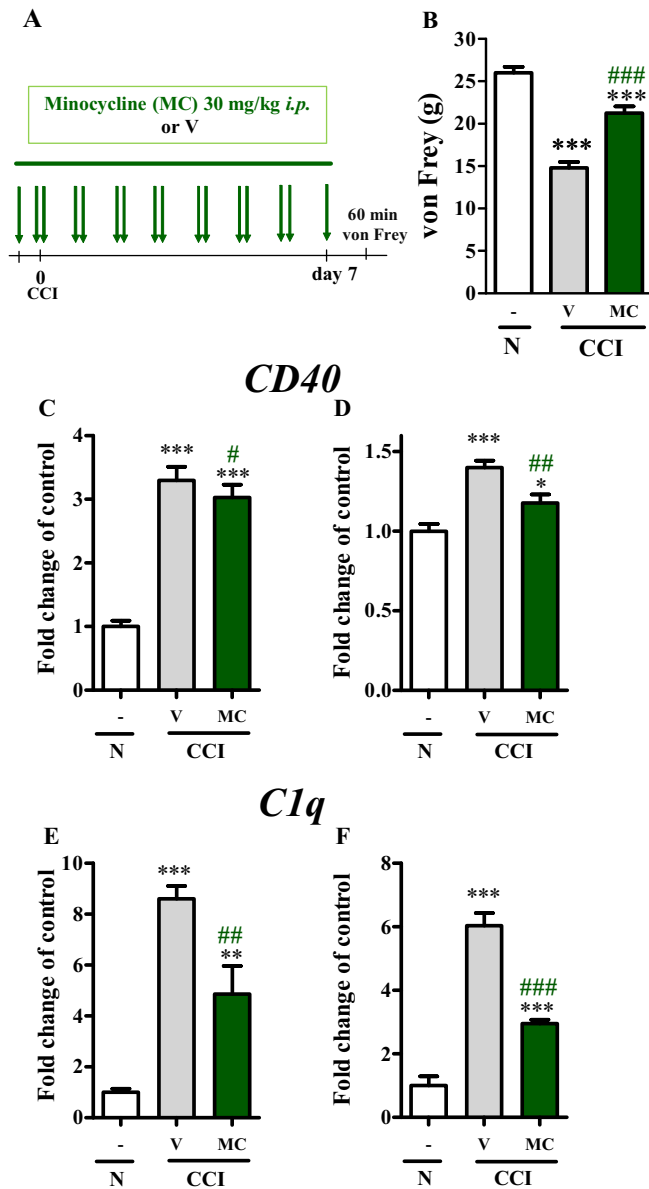 A
Minocycline (MC) 30 mg/kg i.p.
or V
60 min
von Frey
0
CCI
day 7
B
von Frey (g)
30
25
20
15
10
5
0
***
###
***
-
V
MC
N
CCI
CD40
C
Fold change of control
4
3
2
1
0
***
#
***
-
V
MC
N
CCI
D
Fold change of control
1.5
1.0
0.5
0.0
***
##
*
-
V
MC
N
CCI
C1q
E
Fold change of control
10
8
6
4
2
0
***
##
**
-
V
MC
N
CCI
F
Fold change of control
8
6
4
2
0
***
###
***
-
V
MC
N
CCI